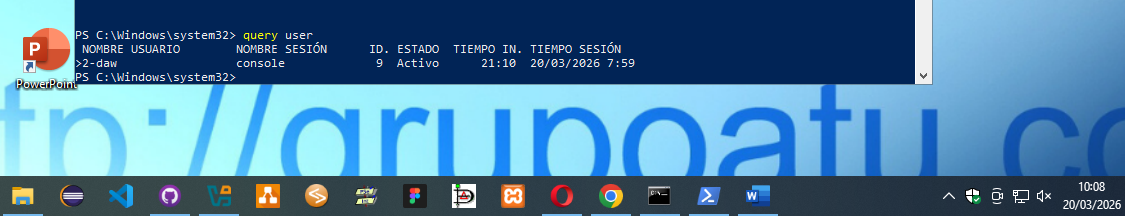 PS C:\Windows\system32> query user
NOMBRE USUARIO NOMBRE SESIÓN ID. ESTADO TIEMPO IN. TIEMPO SESIÓN
>2-daw console 9 Activo 21:10 20/03/2026 7:59
PS C:\Windows\system32>
PowerPoint
tp://grupoatu.co
10:08
20/03/2026